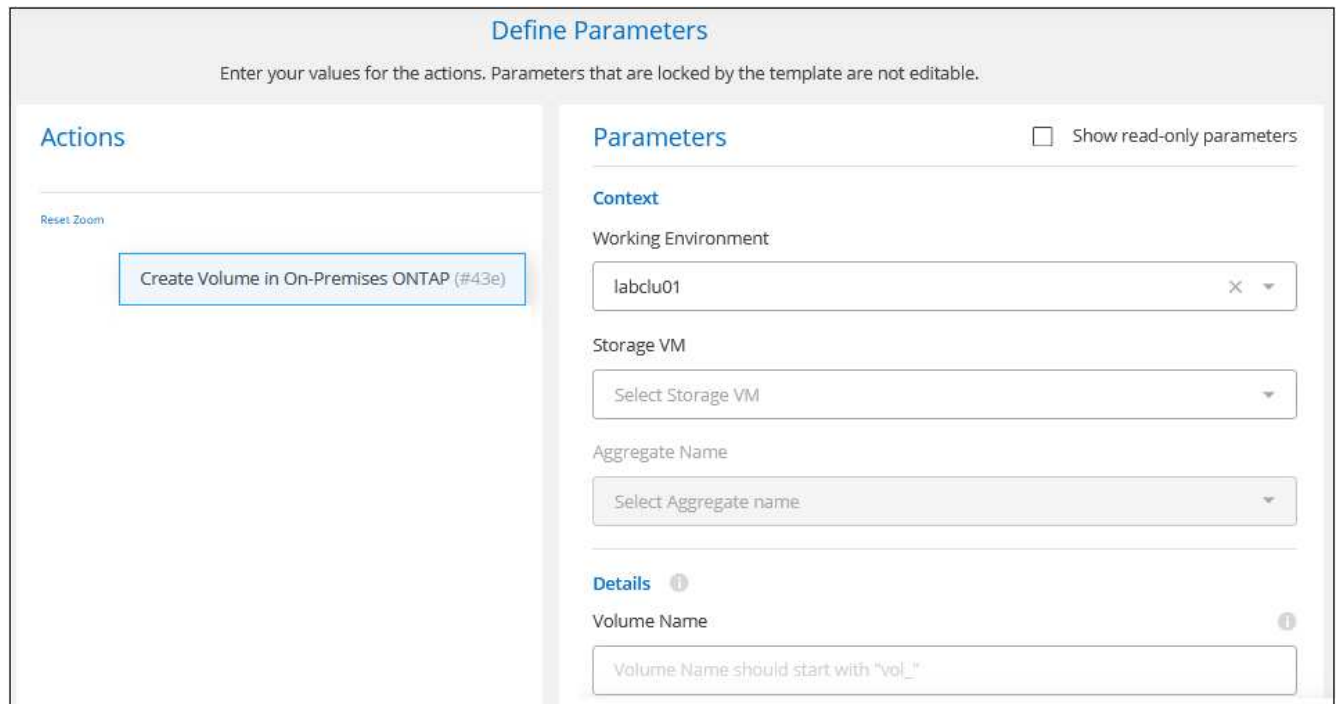 Define Parameters
Enter your values for the actions. Parameters that are locked by the template are not editable.
Actions
Reset Zoom
Create Volume in On-Premises ONTAP (#43e)
Parameters
Show read-only parameters
Context
Working Environment
labclu01
Storage VM
Select Storage VM
Aggregate Name
Select Aggregate name
Details
Volume Name
Volume Name should start with "vol_"